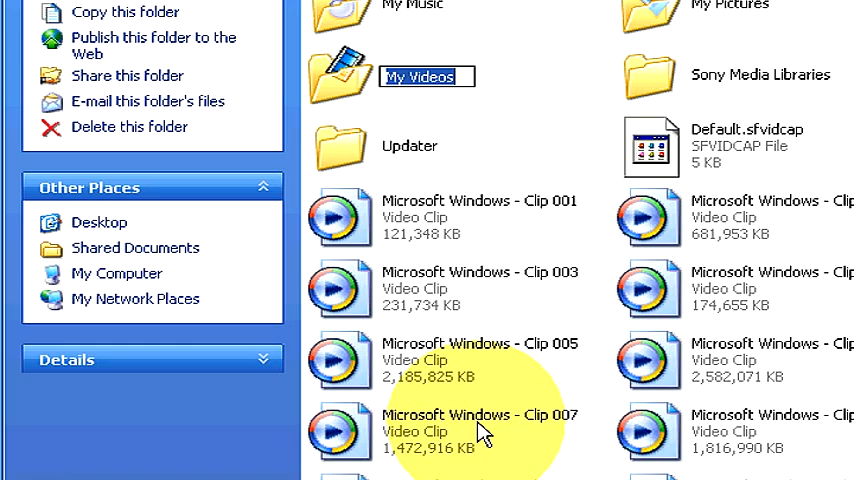 Copy this folder
Publish this folder to the
Web
Share this folder
E-mail this folder's files
Delete this folder
Other Places
Desktop
Shared Documents
My Computer
My Network Places
Details
My Music
My Pictures
My Videos
Sony Media Libraries
Updater
Default.sfvidcap
SFVIDCAP File
5 KB
Microsoft Windows - Clip 001
Video Clip
121,348 KB
Microsoft Windows - Clip
Video Clip
681,953 KB
Microsoft Windows - Clip 003
Video Clip
231,734 KB
Microsoft Windows - Clip
Video Clip
174,655 KB
Microsoft Windows - Clip 005
Video Clip
2,185,825 KB
Microsoft Windows - Clip
Video Clip
2,582,071 KB
Microsoft Windows - Clip 007
Video Clip
1,472,916 KB
Microsoft Windows - Clip
Video Clip
1,816,990 KB